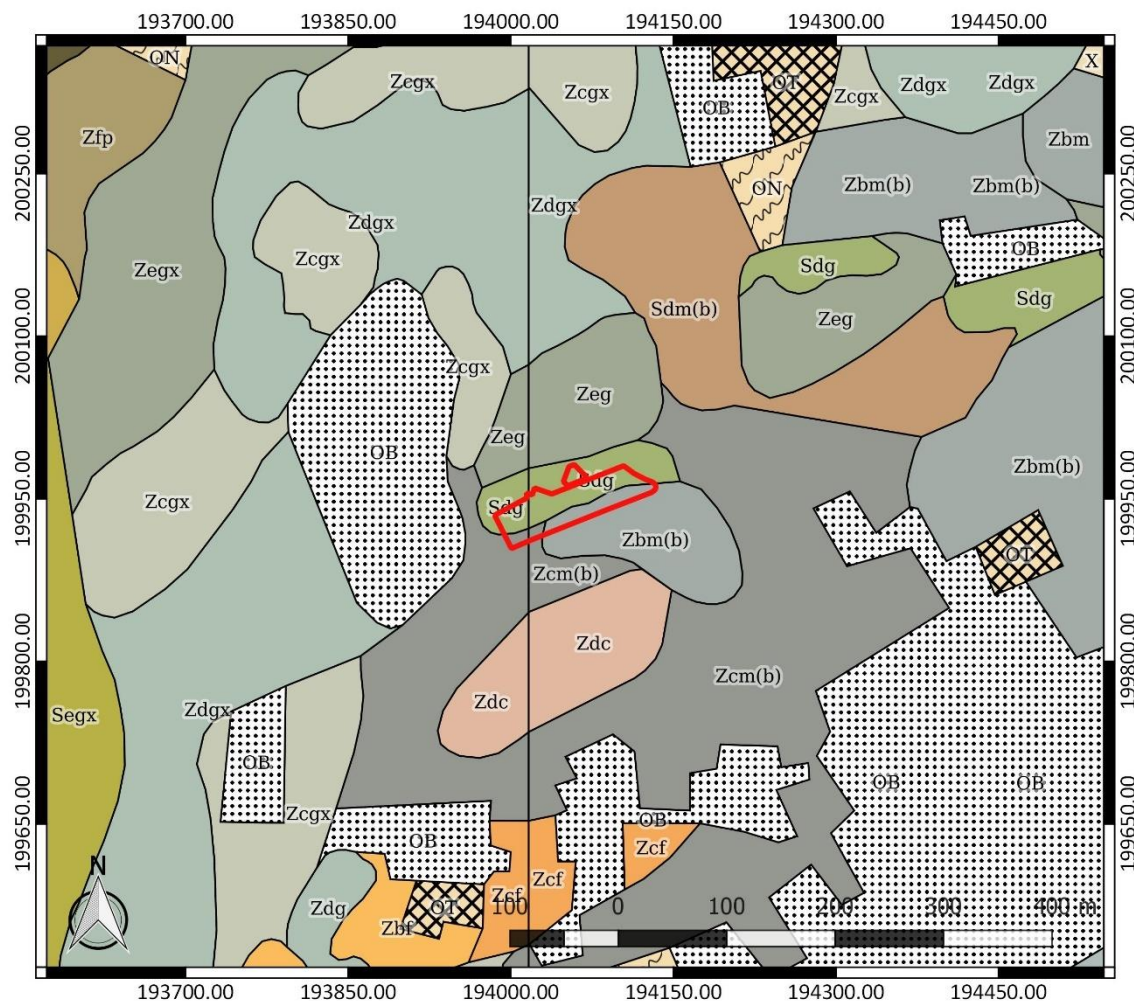 193700.00 193850.00 194000.00 194150.00 194300.00 194450.00
ON
X
Zcgx
Zcgx
OT
OB
Zcgx
Zdgx
Zdgx
Zfp
Zbm
200250.00
200250.00
Zbm(b)
Zbm(b)
ON
Zdgx
Zdgx
Zcgx
OB
Zegx
Sdg
Sdg
Sdm(b)
Zeg
200100.00
200100.00
Zcgx
Zeg
Zeg
OB
Zbm(b)
Sdg
Zcgx
Sdg
199950.00
199950.00
Zbm(b)
OT
Zcm(b)
Zdc
Zcm(b)
199800.00
199800.00
Zdc
Segx
Zdgx
OB
OB
OB
Zcgx
OB
199650.00
199650.00
OB
Zcf
Zcf
Zcf
Zdg
OT
Zbf
N
100 0 100 200 300 400 m
193700.00 193850.00 194000.00 194150.00 194300.00 194450.00